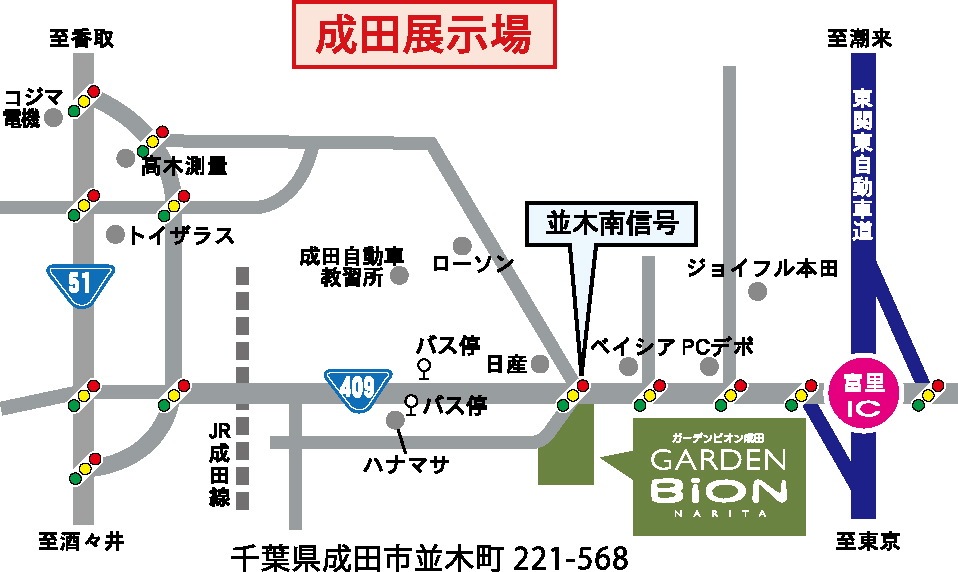 成田展示場
至香取
至潮来
コジマ
電機
東関東自動車道
高木測量
トイザラス
並木南信号
成田自動車
教習所
ローソン
ジョイフル本田
51
バス停
日産
ベイシア
PCデポ
409
バス停
富里
IC
JR成田線
ハナマサ
ガーデンビオン成田
GARDEN
BiON
NARITA
至酒々井
至東京
千葉県成田市並木町 221-568